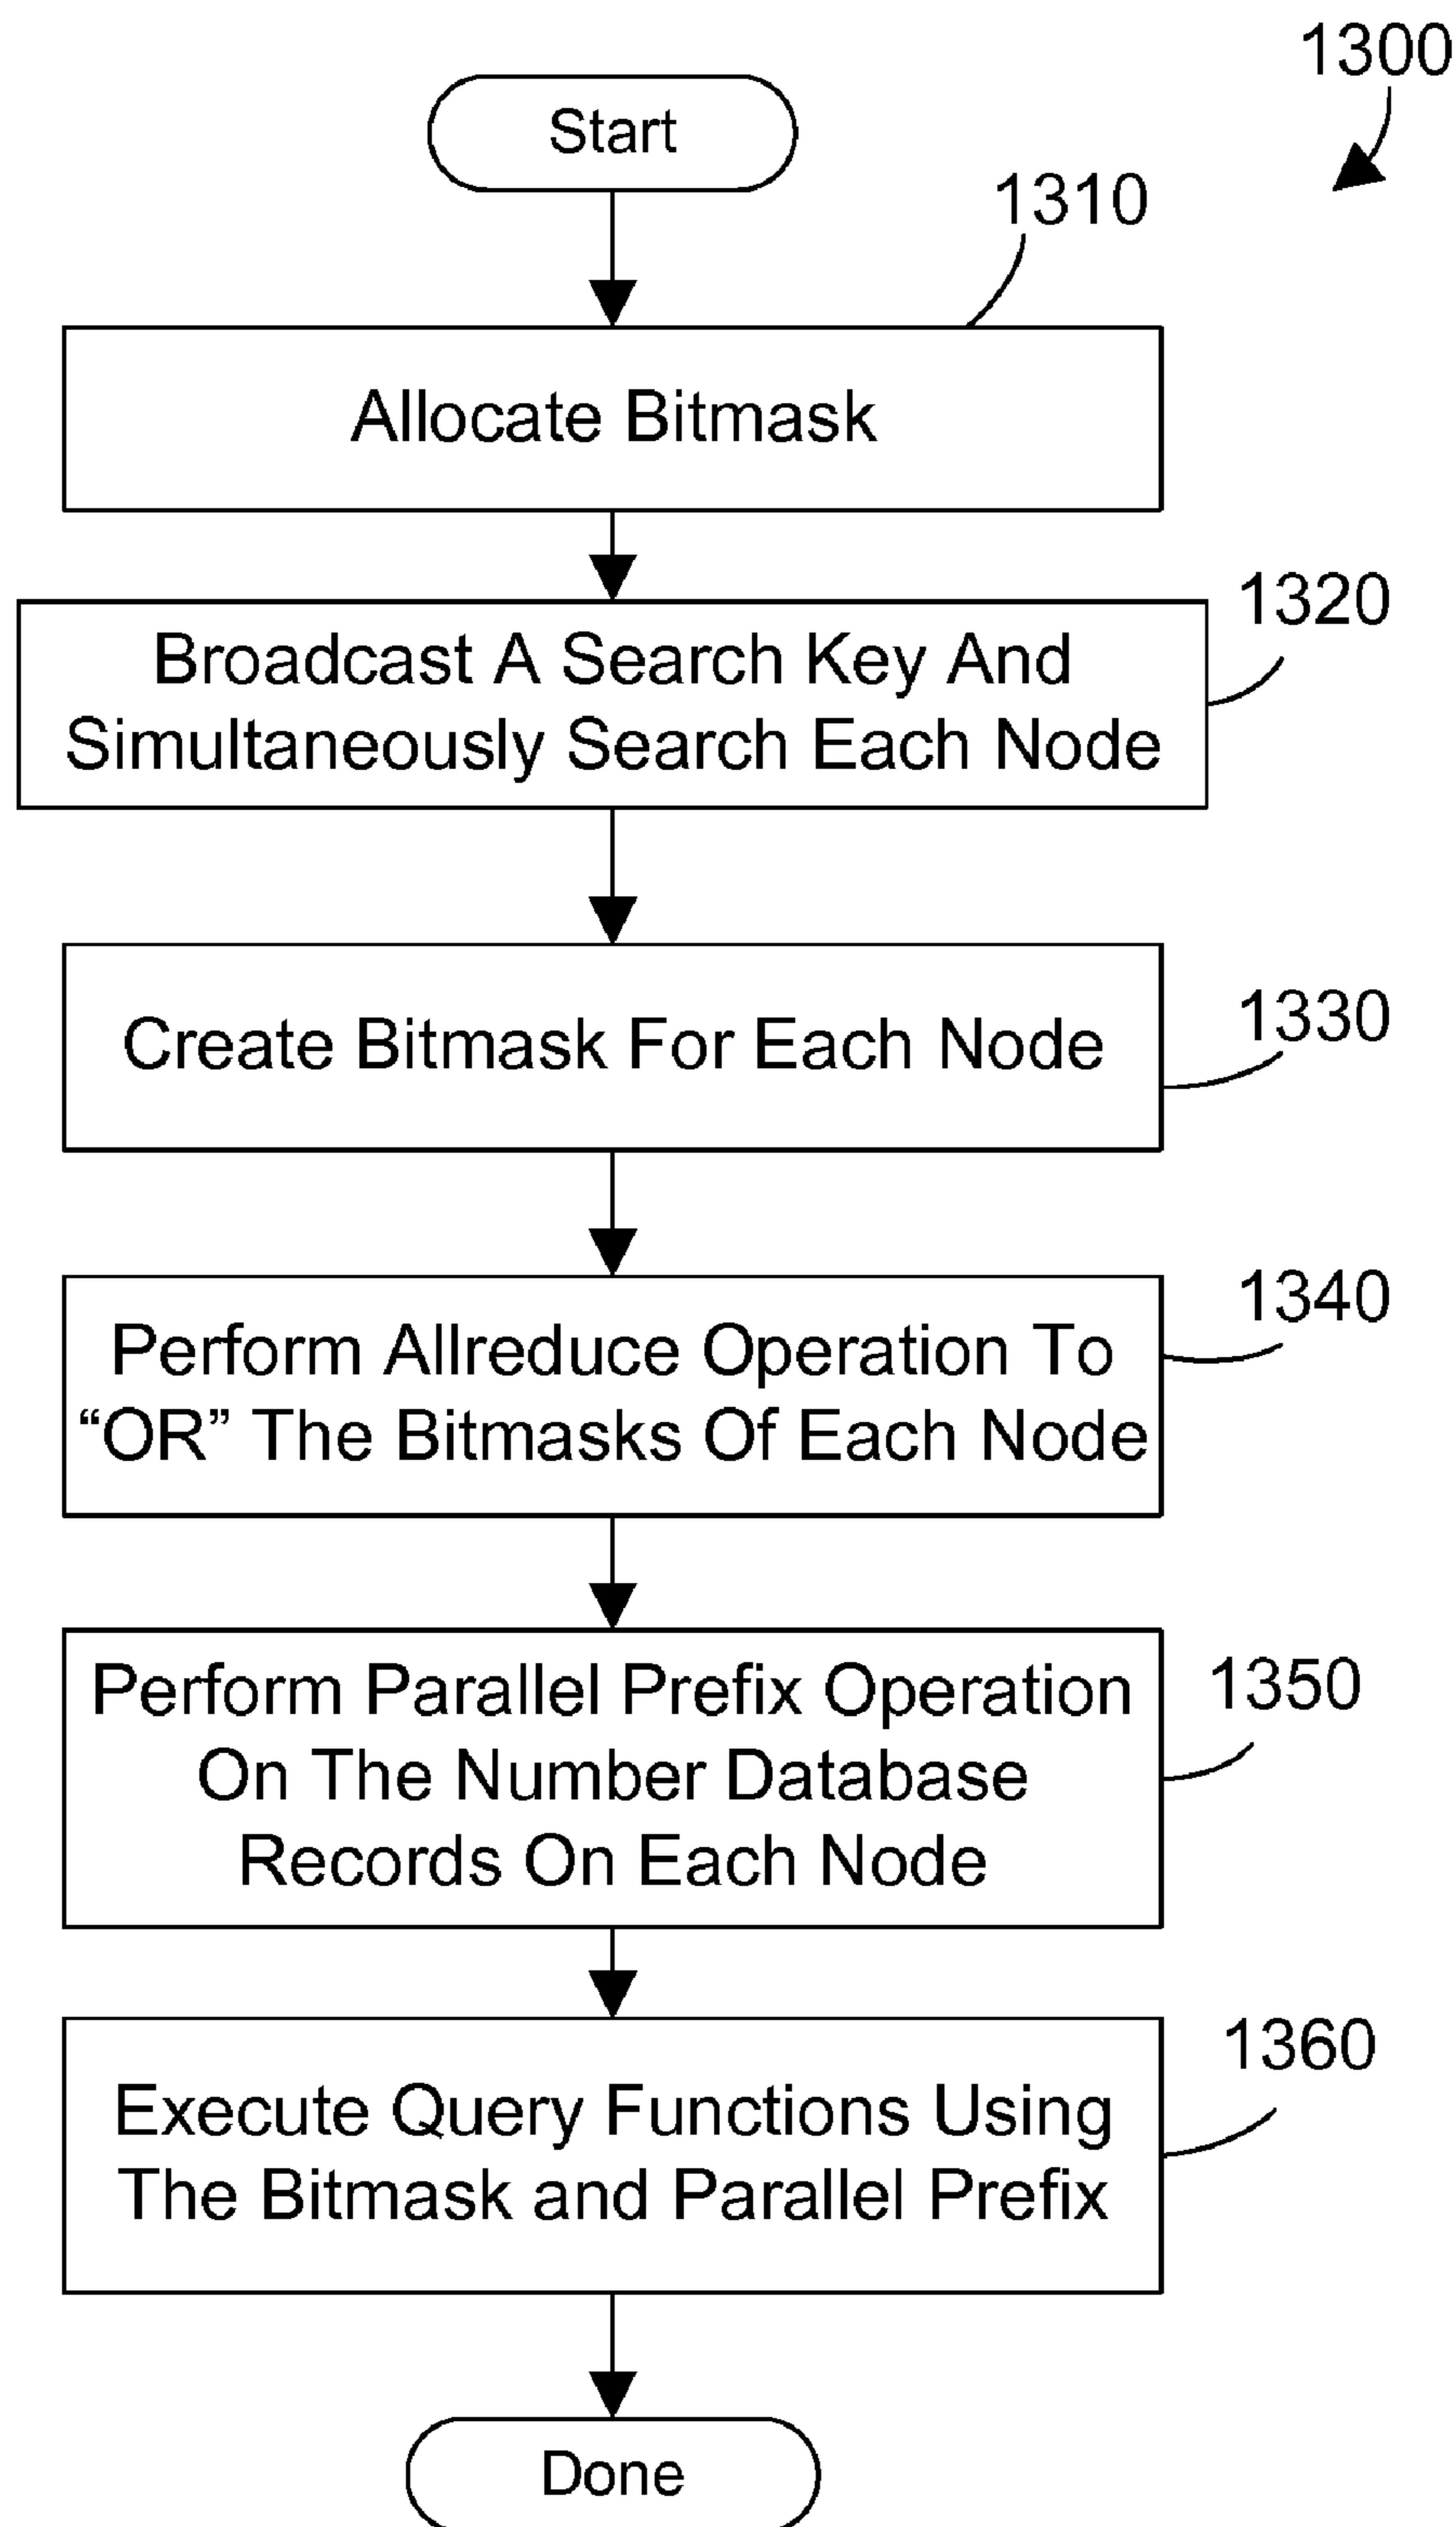 1300
Start
1310
Allocate Bitmask
1320
Broadcast A Search Key And
Simultaneously Search Each Node
1330
Create Bitmask For Each Node
1340
Perform Allreduce Operation To
“OR” The Bitmasks Of Each Node
1350
Perform Parallel Prefix Operation
On The Number Database
Records On Each Node
1360
Execute Query Functions Using
The Bitmask and Parallel Prefix
Done